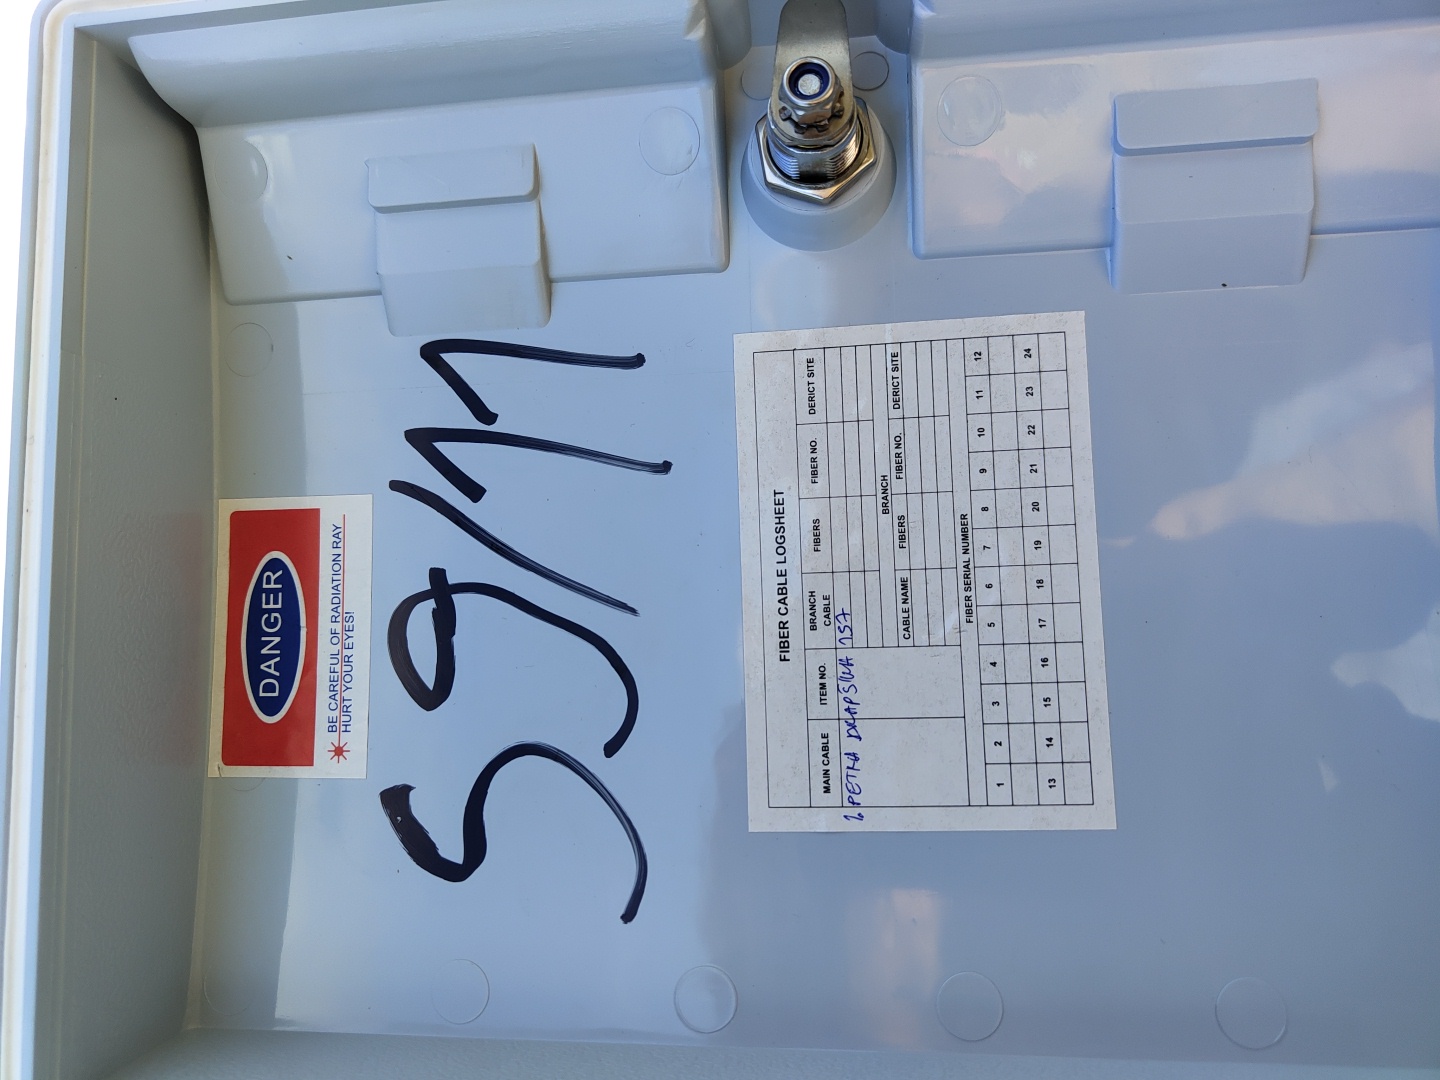 DANGER
BE CAREFUL OF RADIATION RAY
HURT YOUR EYES!
59/11
FIBER CABLE LOGSHEET
MAIN CABLE ITEM NO. BRANCH CABLE FIBERS FIBER NO. DERICT SITE
PETRA 157
BRANCH
CABLE NAME FIBERS FIBER NO. DERICT SITE
FIBER SERIAL NUMBER
1 2 3 4 5 6 7 8 9 10 11 12
13 14 15 16 17 18 19 20 21 22 23 24